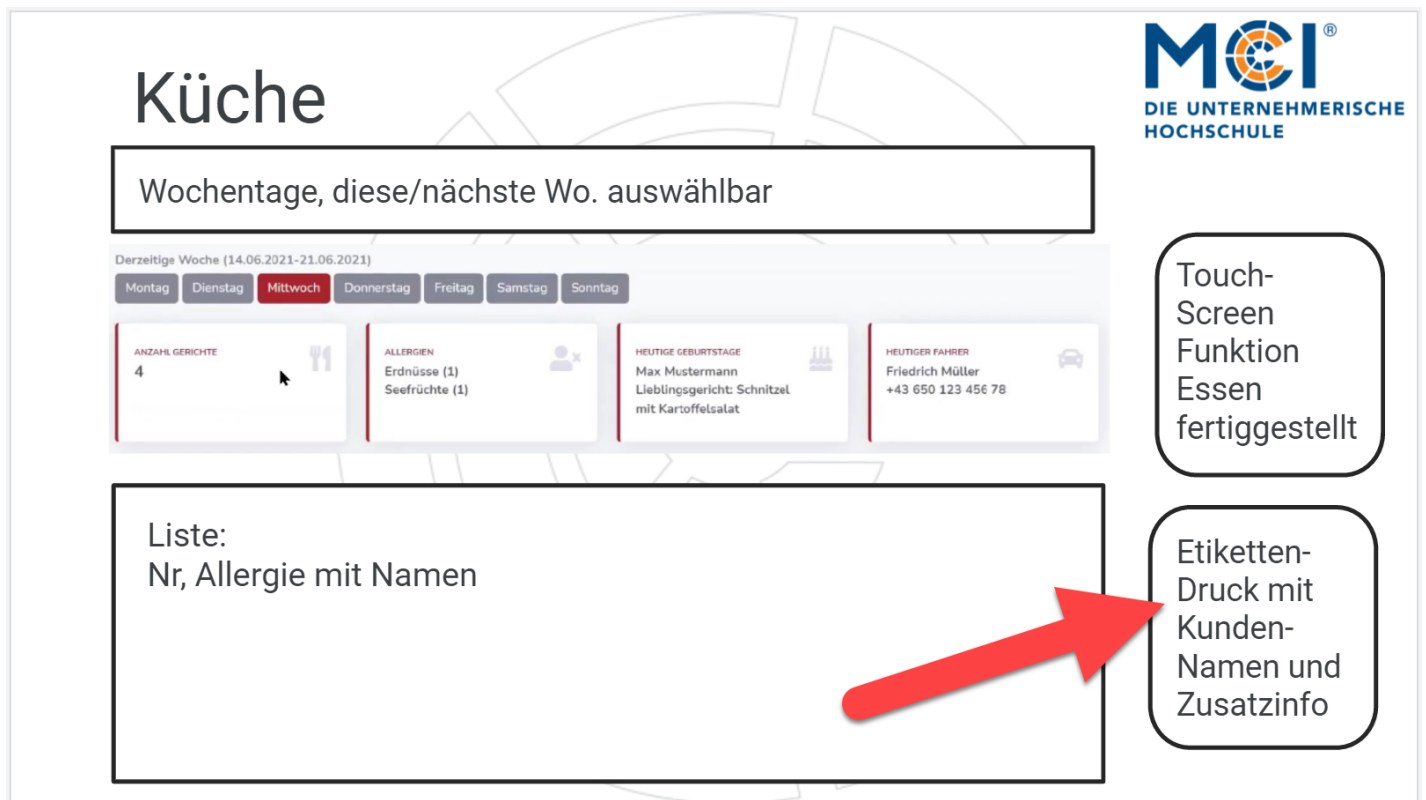 Küche
MCI®
DIE UNTERNEHMERISCHE
HOCHSCHULE
Wochentage, diese/nächste Wo. auswählbar
Derzeitige Woche (14.06.2021-21.06.2021)
Montag Dienstag Mittwoch Donnerstag Freitag Samstag Sonntag
ANZAHL GERICHTE
4
ALLERGIEN
Erdnüsse (1)
Seefrüchte (1)
HEUTIGE GEBURTSTAGE
Max Mustermann
Lieblingsgericht: Schnitzel
mit Kartoffelsalat
HEUTIGER FAHRER
Friedrich Müller
+43 650 123 456 78
Touch-
Screen
Funktion
Essen
fertiggestellt
Liste:
Nr, Allergie mit Namen
Etiketten-
Druck mit
Kunden-
Namen und
Zusatzinfo